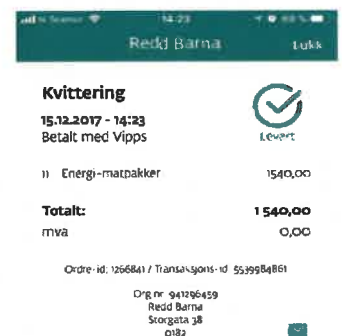 14:23
Redd Barna Lukk
Kvittering
15.12.2017 - 14:23
Betalt med Vipps
Levert
Energi-matpakker 1540,00
Totalt: 1 540,00
mva 0,00
Ordre-id: 1266841 / Transaksjons-id 5539984861
Org nr 941296459
Redd Barna
Storgata 38
0182